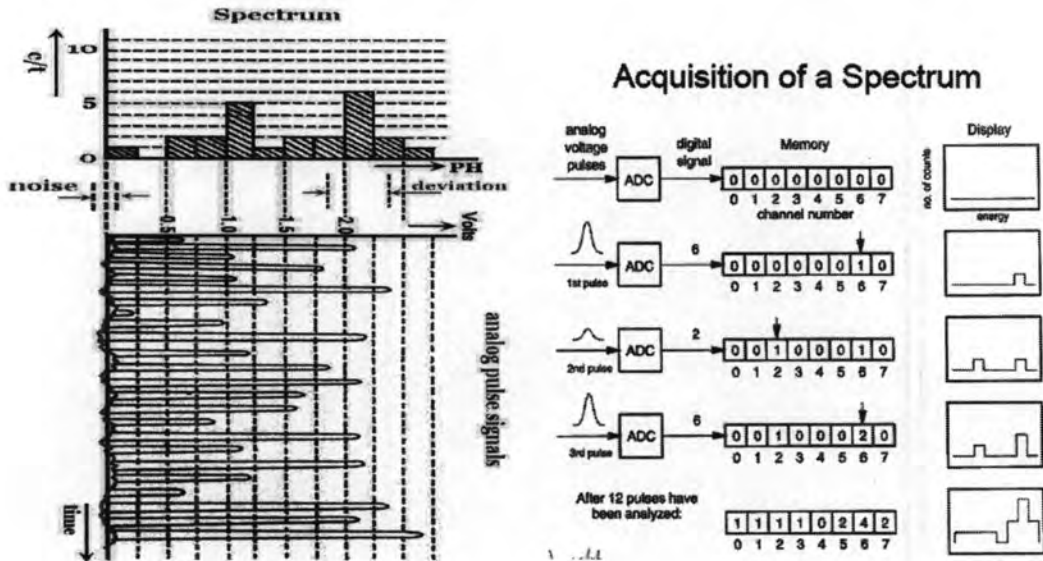 Spectrum
10
c/t
5
0
PH
noise
deviation
0.5
1.0
1.5
2.0
Volts
analog pulse signals
time
Acquisition of a Spectrum
analog
voltage
pulses
digital
signal
Memory
Display
ADC
0 0 0 0 0 0 0 0
0 1 2 3 4 5 6 7
channel number
no. of counts
energy
1st pulse
ADC
6
0 0 0 0 0 0 1 0
0 1 2 3 4 5 6 7
2nd pulse
ADC
2
0 0 1 0 0 0 1 0
0 1 2 3 4 5 6 7
3rd pulse
ADC
6
0 0 1 0 0 0 2 0
0 1 2 3 4 5 6 7
After 12 pulses have
been analyzed:
1 1 1 1 0 2 4 2
0 1 2 3 4 5 6 7